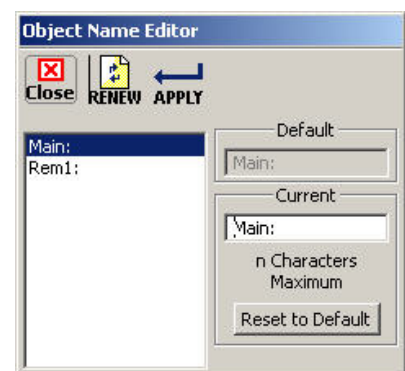 Object Name Editor
Close RENEW APPLY
Main:
Rem1:
Default
Main:
Current
Main:
n Characters
Maximum
Reset to Default